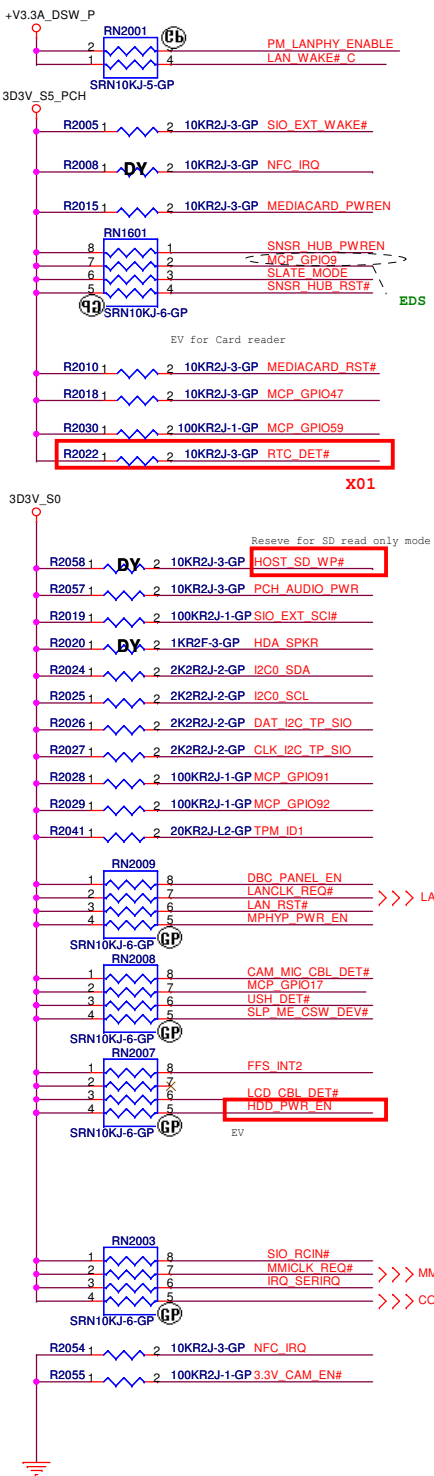 +V3.3A_DSW_P
RN2001
2 3 PM_LANPHY_ENABLE
1 4 LAN_WAKE#_C
SRN10KJ-5-GP
3D3V_S5_PCH
R2005 1 2 10KR2J-3-GP SIO_EXT_WAKE#
R2008 1 DY 2 10KR2J-3-GP NFC_IRQ
R2015 1 2 10KR2J-3-GP MEDIACARD_PWREN
RN1601
8 1 SNSR_HUB_PWREN
7 2 MCP_GPIO9
6 3 SLATE_MODE
5 4 SNSR_HUB_RST#
EDS
GP SRN10KJ-6-GP
EV for Card reader
R2010 1 2 10KR2J-3-GP MEDIACARD_RST#
R2018 1 2 10KR2J-3-GP MCP_GPIO47
R2030 1 2 100KR2J-1-GP MCP_GPIO59
R2022 1 2 10KR2J-3-GP RTC_DET#
X01
3D3V_S0
Reseve for SD read only mode
R2058 1 DY 2 10KR2J-3-GP HOST_SD_WP#
R2057 1 2 10KR2J-3-GP PCH_AUDIO_PWR
R2019 1 2 100KR2J-1-GP SIO_EXT_SCI#
R2020 1 DY 2 1KR2F-3-GP HDA_SPKR
R2024 1 2 2K2R2J-2-GP I2C0_SDA
R2025 1 2 2K2R2J-2-GP I2C0_SCL
R2026 1 2 2K2R2J-2-GP DAT_I2C_TP_SIO
R2027 1 2 2K2R2J-2-GP CLK_I2C_TP_SIO
R2028 1 2 100KR2J-1-GP MCP_GPIO91
R2029 1 2 100KR2J-1-GP MCP_GPIO92
R2041 1 2 20KR2J-L2-GP TPM_ID1
RN2009
1 8 DBC_PANEL_EN
2 7 LANCLK_REQ# LA
3 6 LAN_RST#
4 5 MPHYP_PWR_EN
SRN10KJ-6-GP GP
RN2008
1 8 CAM_MIC_CBL_DET#
2 7 MCP_GPIO17
3 6 USH_DET#
4 5 SLP_ME_CSW_DEV#
SRN10KJ-6-GP GP
RN2007
1 8 FFS_INT2
2 7
3 6 LCD_CBL_DET#
4 5 HDD_PWR_EN
SRN10KJ-6-GP GP
EV
RN2003
1 8 SIO_RCIN#
2 7 MMICLK_REQ# MM
3 6 IRQ_SERIRQ
4 5 CO
SRN10KJ-6-GP GP
R2054 1 2 10KR2J-3-GP NFC_IRQ
R2055 1 2 100KR2J-1-GP 3.3V_CAM_EN#